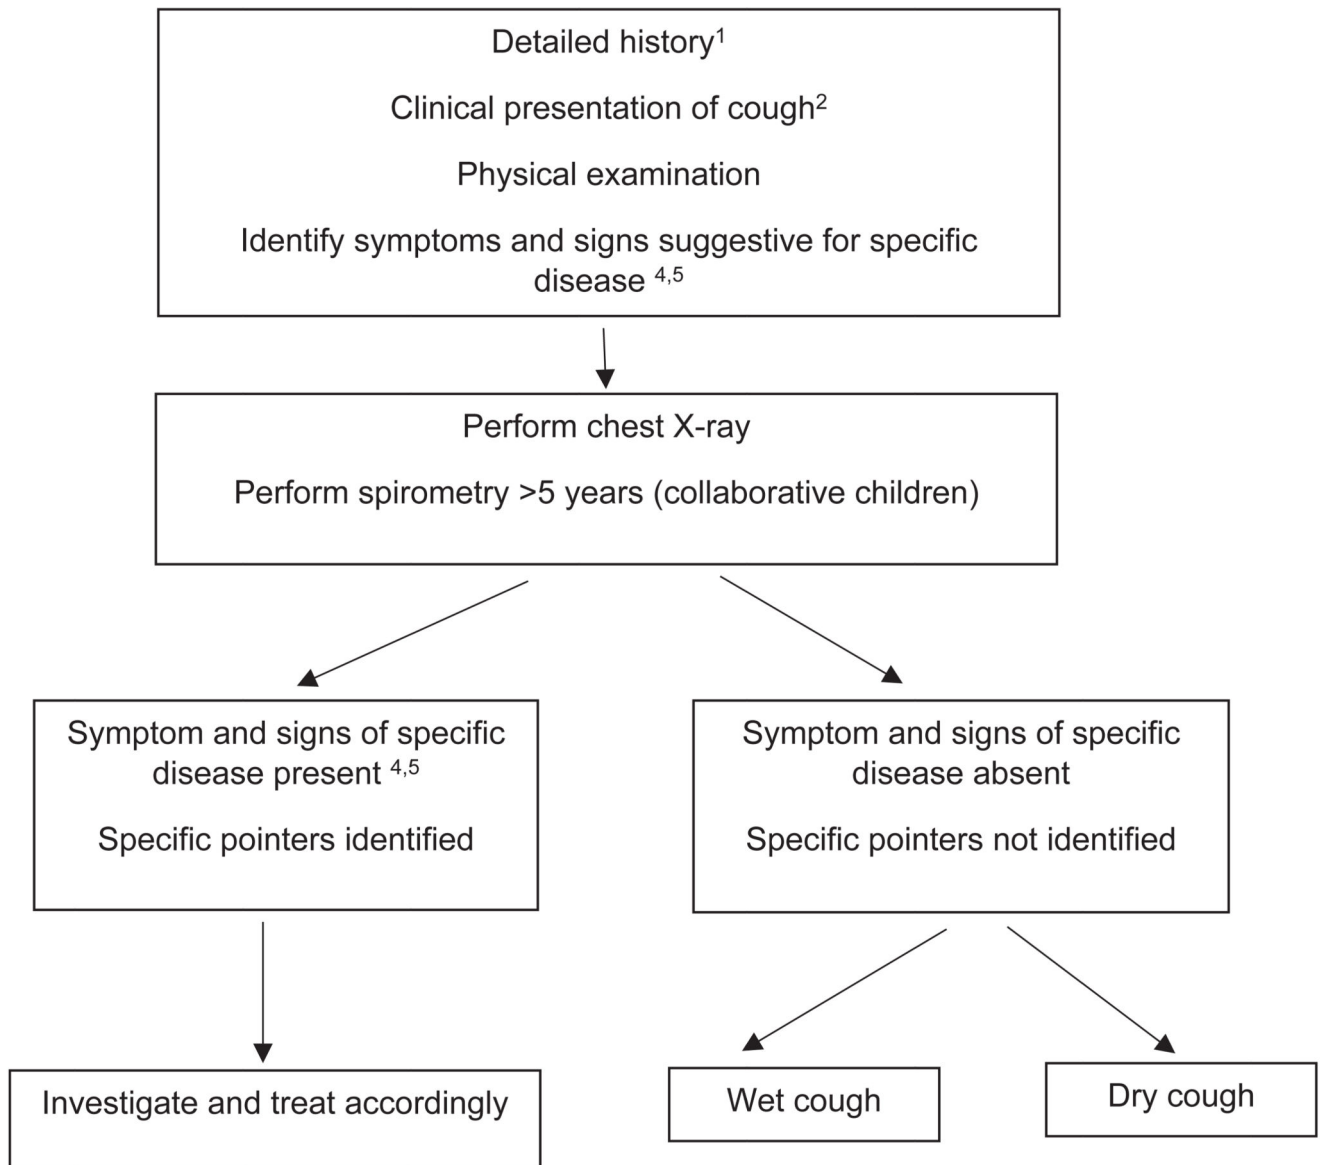 Detailed history1
Clinical presentation of cough2
Physical examination
Identify symptoms and signs suggestive for specific
disease 4,5
Perform chest X-ray
Perform spirometry >5 years (collaborative children)
Symptom and signs of specific
disease present 4,5
Specific pointers identified
Symptom and signs of specific
disease absent
Specific pointers not identified
Investigate and treat accordingly
Wet cough
Dry cough